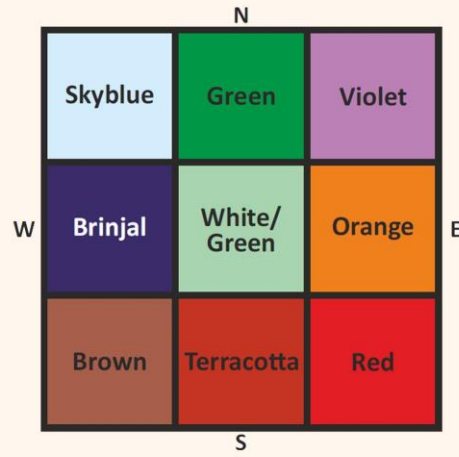 N
Skyblue
Green
Violet
W
Brinjal
White/
Green
Orange
E
Brown
Terracotta
Red
S